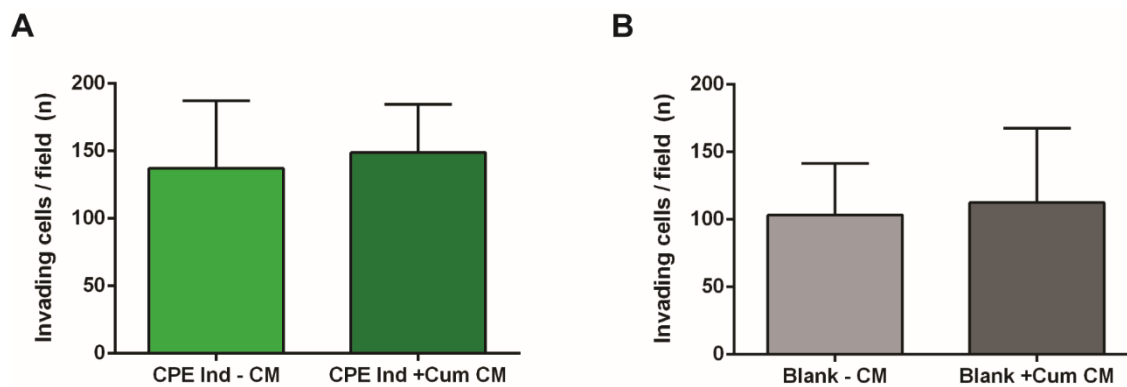 A
Invading cells / field (n)
200
150
100
50
0
CPE Ind - CM
CPE Ind +Cum CM
B
Invading cells / field (n)
200
150
100
50
0
Blank - CM
Blank +Cum CM